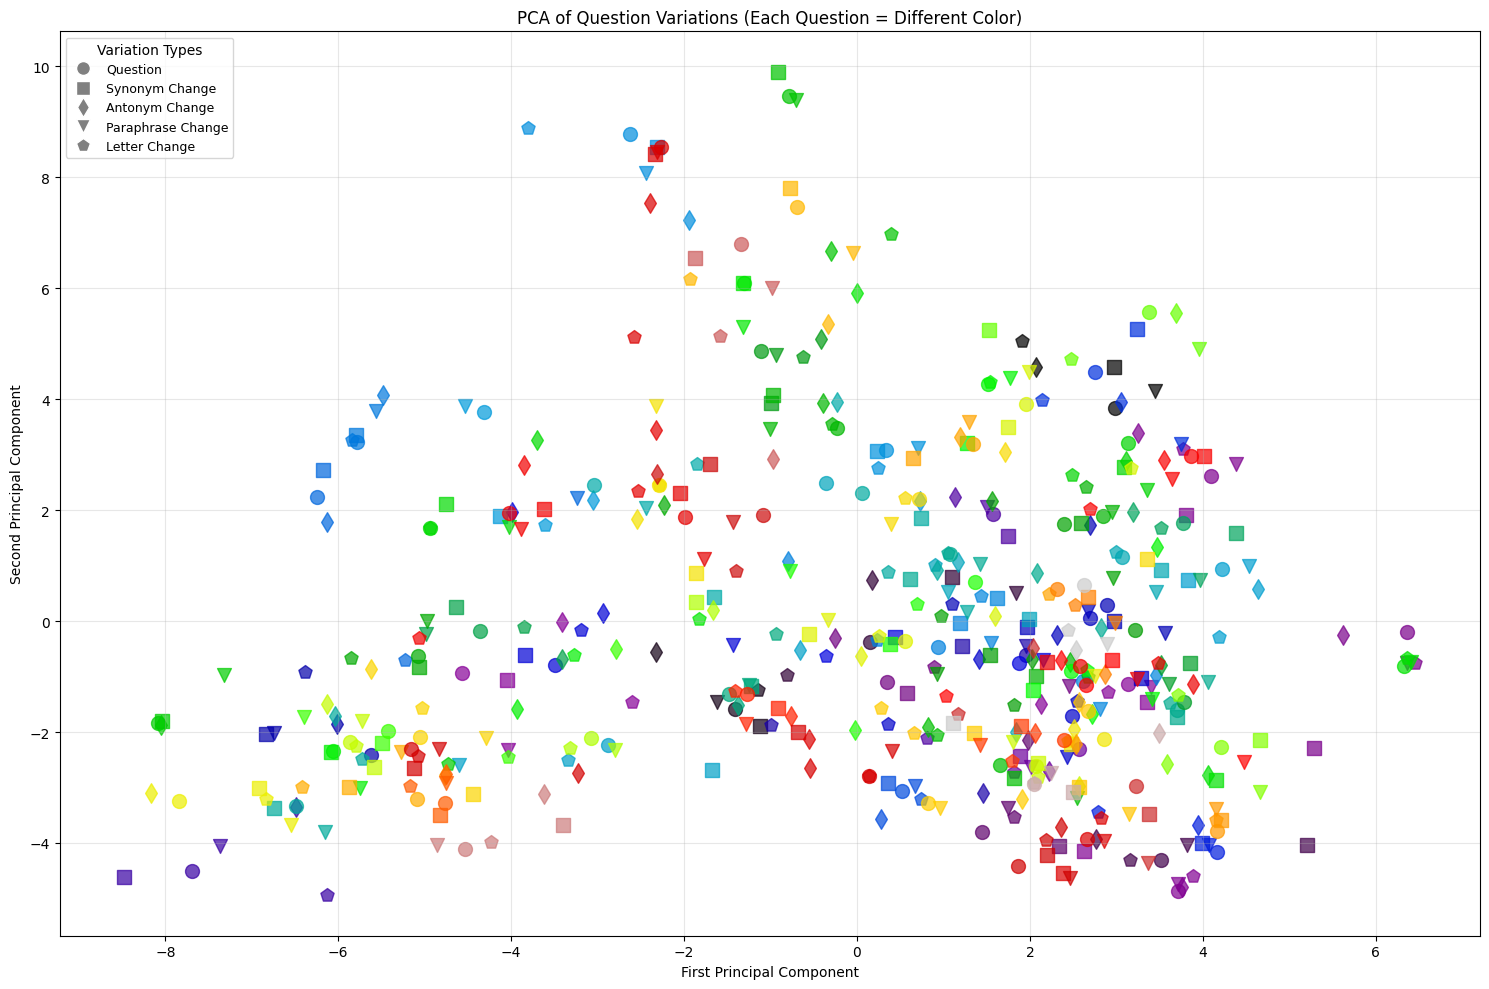 PCA of Question Variations (Each Question = Different Color)
Variation Types
Question
Synonym Change
Antonym Change
Paraphrase Change
Letter Change
Second Principal Component
10
8
6
4
2
0
−2
−4
−8
−6
−4
−2
0
2
4
6
First Principal Component